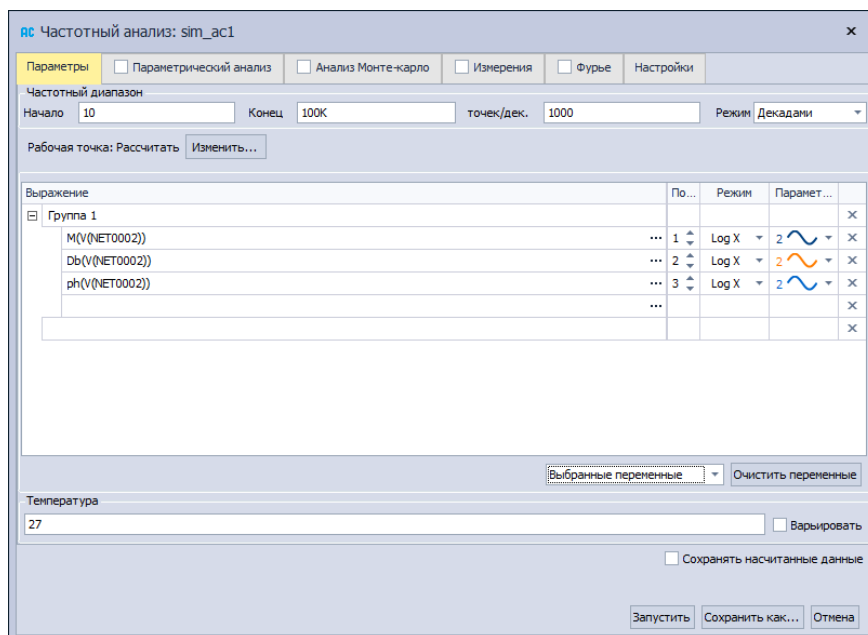 AC Частотный анализ: sim_ac1
Параметры Параметрический анализ Анализ Монте-карло Измерения Фурье Настройки
Частотный диапазон
Начало 10 Конец 100K точек/дек. 1000 Режим Декадами
Рабочая точка: Рассчитать Изменить...
Выражение По... Режим Парамет...
Группа 1
M(V(NET0002)) ... 1 Log X 2
Db(V(NET0002)) ... 2 Log X 2
ph(V(NET0002)) ... 3 Log X 2
...
Выбранные переменные Очистить переменные
Температура
27 Варьировать
Сохранять насчитанные данные
Запустить Сохранить как... Отмена